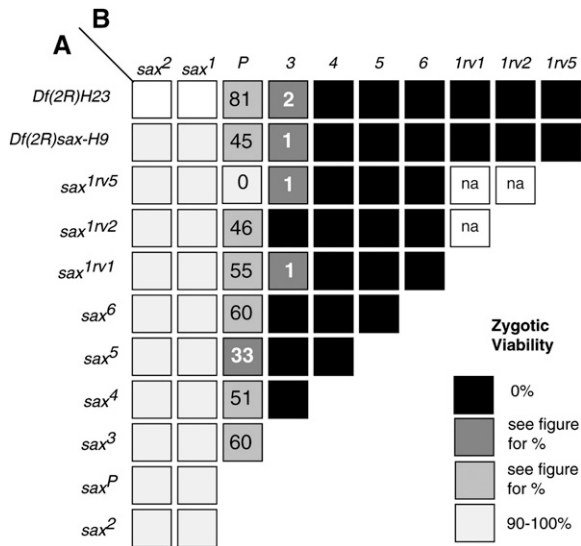 B
A
sax2 sax1 P 3 4 5 6 1rv1 1rv2 1rv5
Df(2R)H23 81 2
Df(2R)sax-H9 45 1
sax1rv5 0 1 na na
sax1rv2 46 na
sax1rv1 55 1
sax6 60
sax5 33
sax4 51
sax3 60
saxP
sax2
Zygotic
Viability
0%
see figure
for %
see figure
for %
90-100%